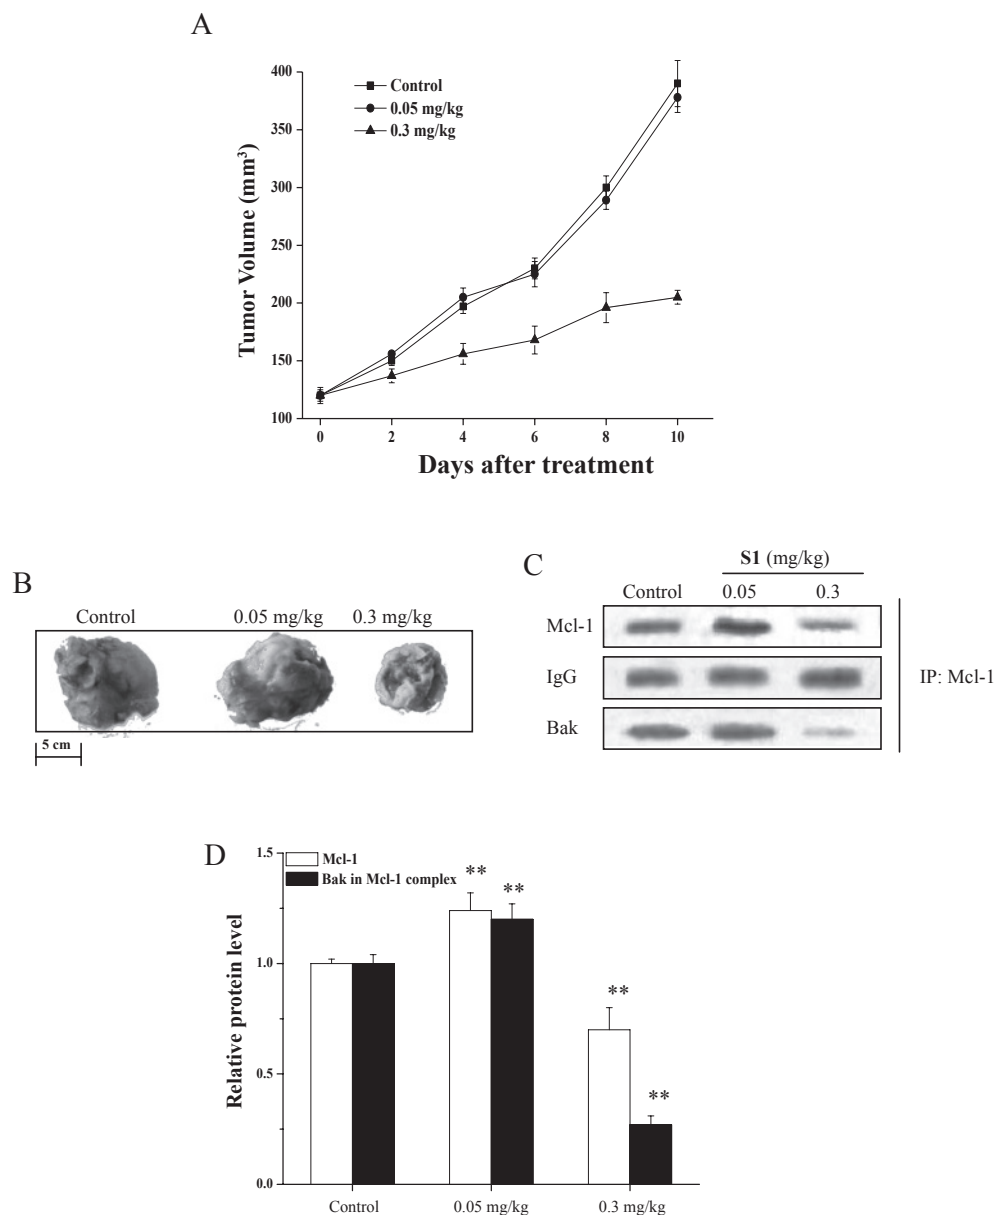 A
400
350
300
250
200
150
100
Tumor Volume (mm³)
Control
0.05 mg/kg
0.3 mg/kg
0 2 4 6 8 10
Days after treatment
B
Control 0.05 mg/kg 0.3 mg/kg
5 cm
C
S1 (mg/kg)
Control 0.05 0.3
Mcl-1
IgG
Bak
IP: Mcl-1
D
1.5
1.0
0.5
0.0
Relative protein level
Mcl-1
Bak in Mcl-1 complex
** **
**
**
Control 0.05 mg/kg 0.3 mg/kg